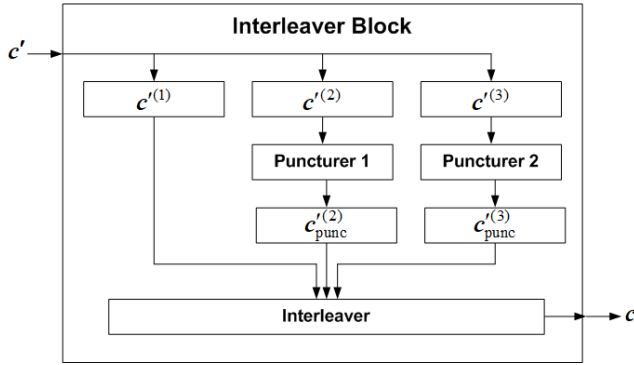 Interleaver Block
c′
c′⁽¹⁾ c′⁽²⁾ c′⁽³⁾
Puncturer 1 Puncturer 2
c′⁽²⁾punc c′⁽³⁾punc
Interleaver
c